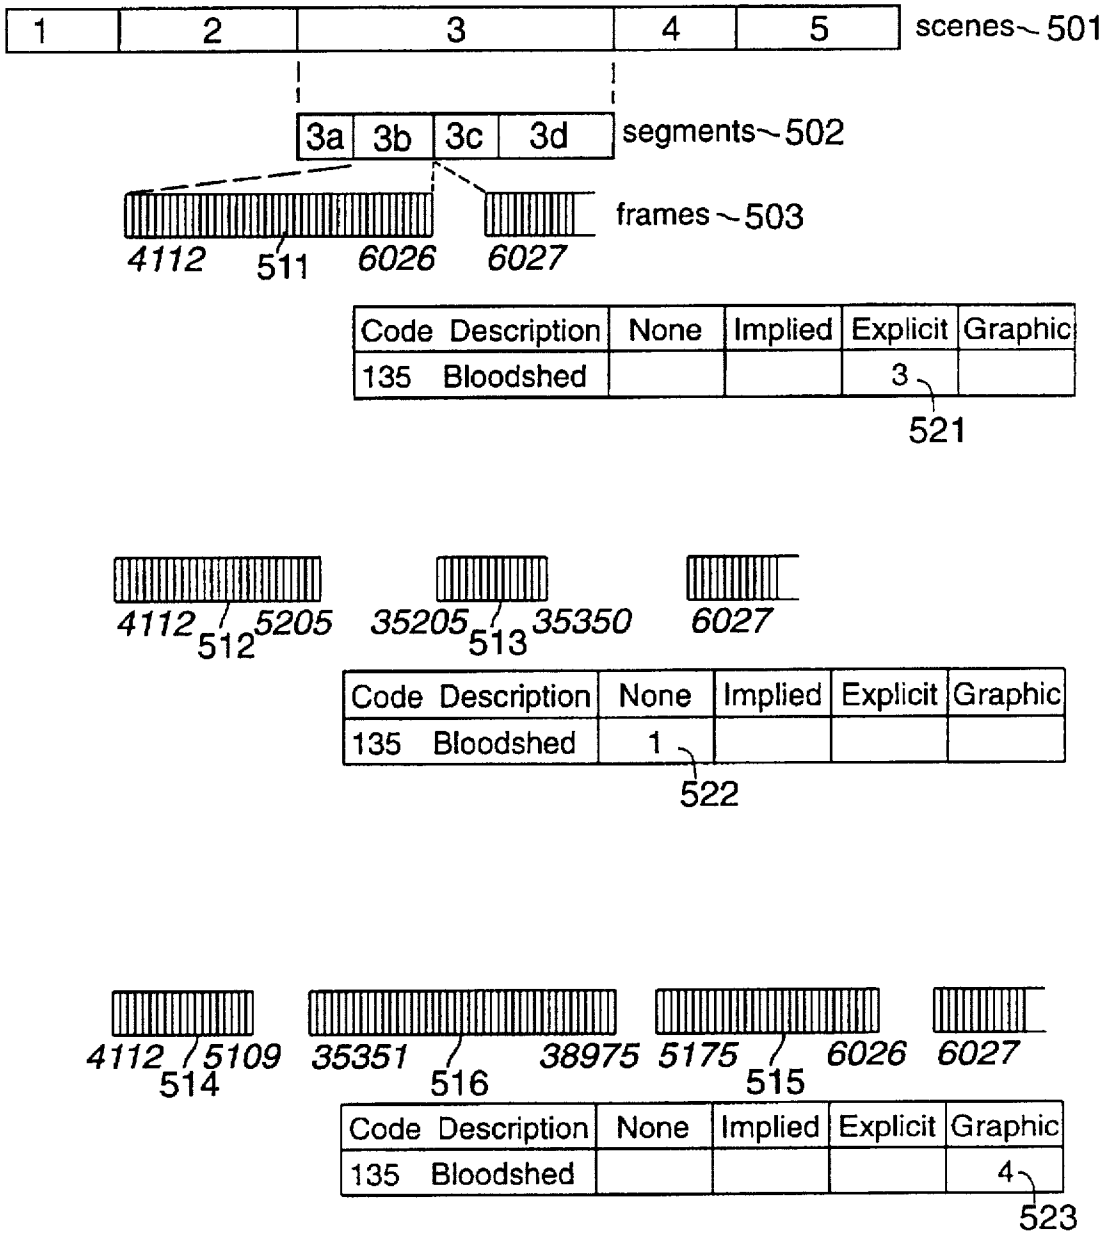 1 2 3 4 5 scenes 501
3a 3b 3c 3d segments 502
frames 503
4112 511 6026 6027
Code Description None Implied Explicit Graphic
135 Bloodshed 3
521
4112 512 5205 35205 513 35350 6027
Code Description None Implied Explicit Graphic
135 Bloodshed 1
522
4112 514 5109 35351 516 38975 5175 515 6026 6027
Code Description None Implied Explicit Graphic
135 Bloodshed 4
523